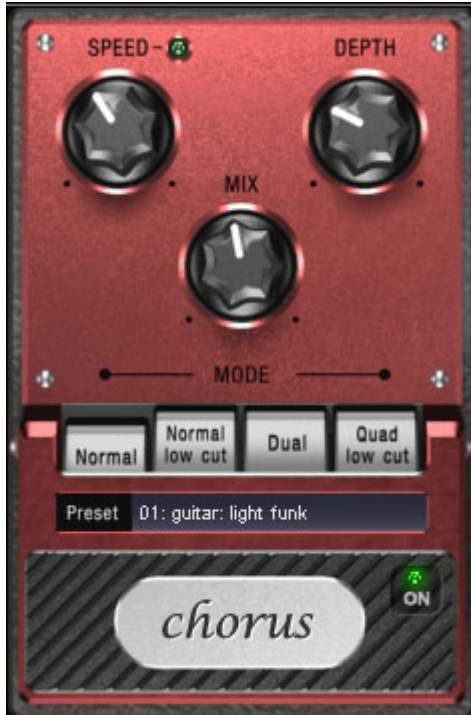 SPEED
DEPTH
MIX
MODE
Normal
Normal
low cut
Dual
Quad
low cut
Preset 01: guitar: light funk
ON
chorus